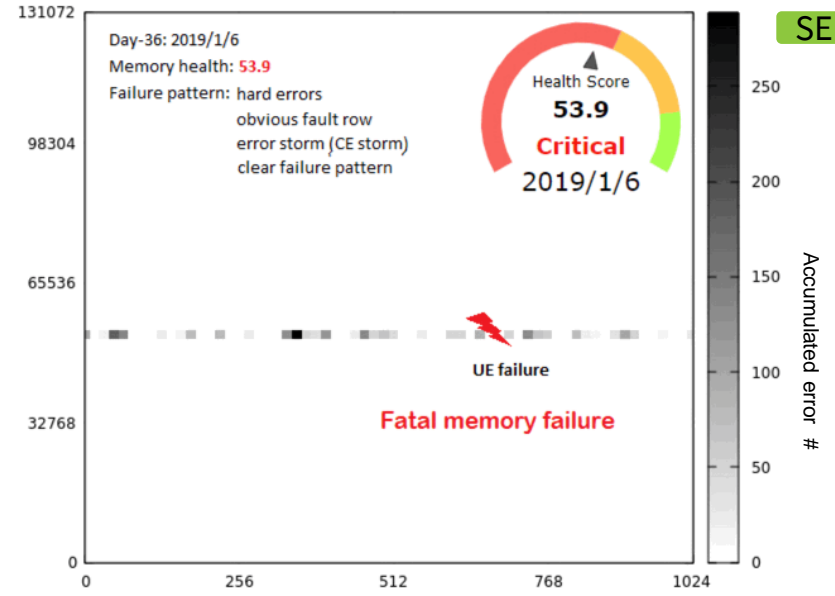 131072
SE
Day-36: 2019/1/6
Memory health: 53.9
Failure pattern: hard errors
obvious fault row
error storm (CE storm)
clear failure pattern
Health Score
53.9
Critical
2019/1/6
98304
65536
32768
0
UE failure
Fatal memory failure
0
256
512
768
1024
250
200
150
100
50
0
Accumulated error #